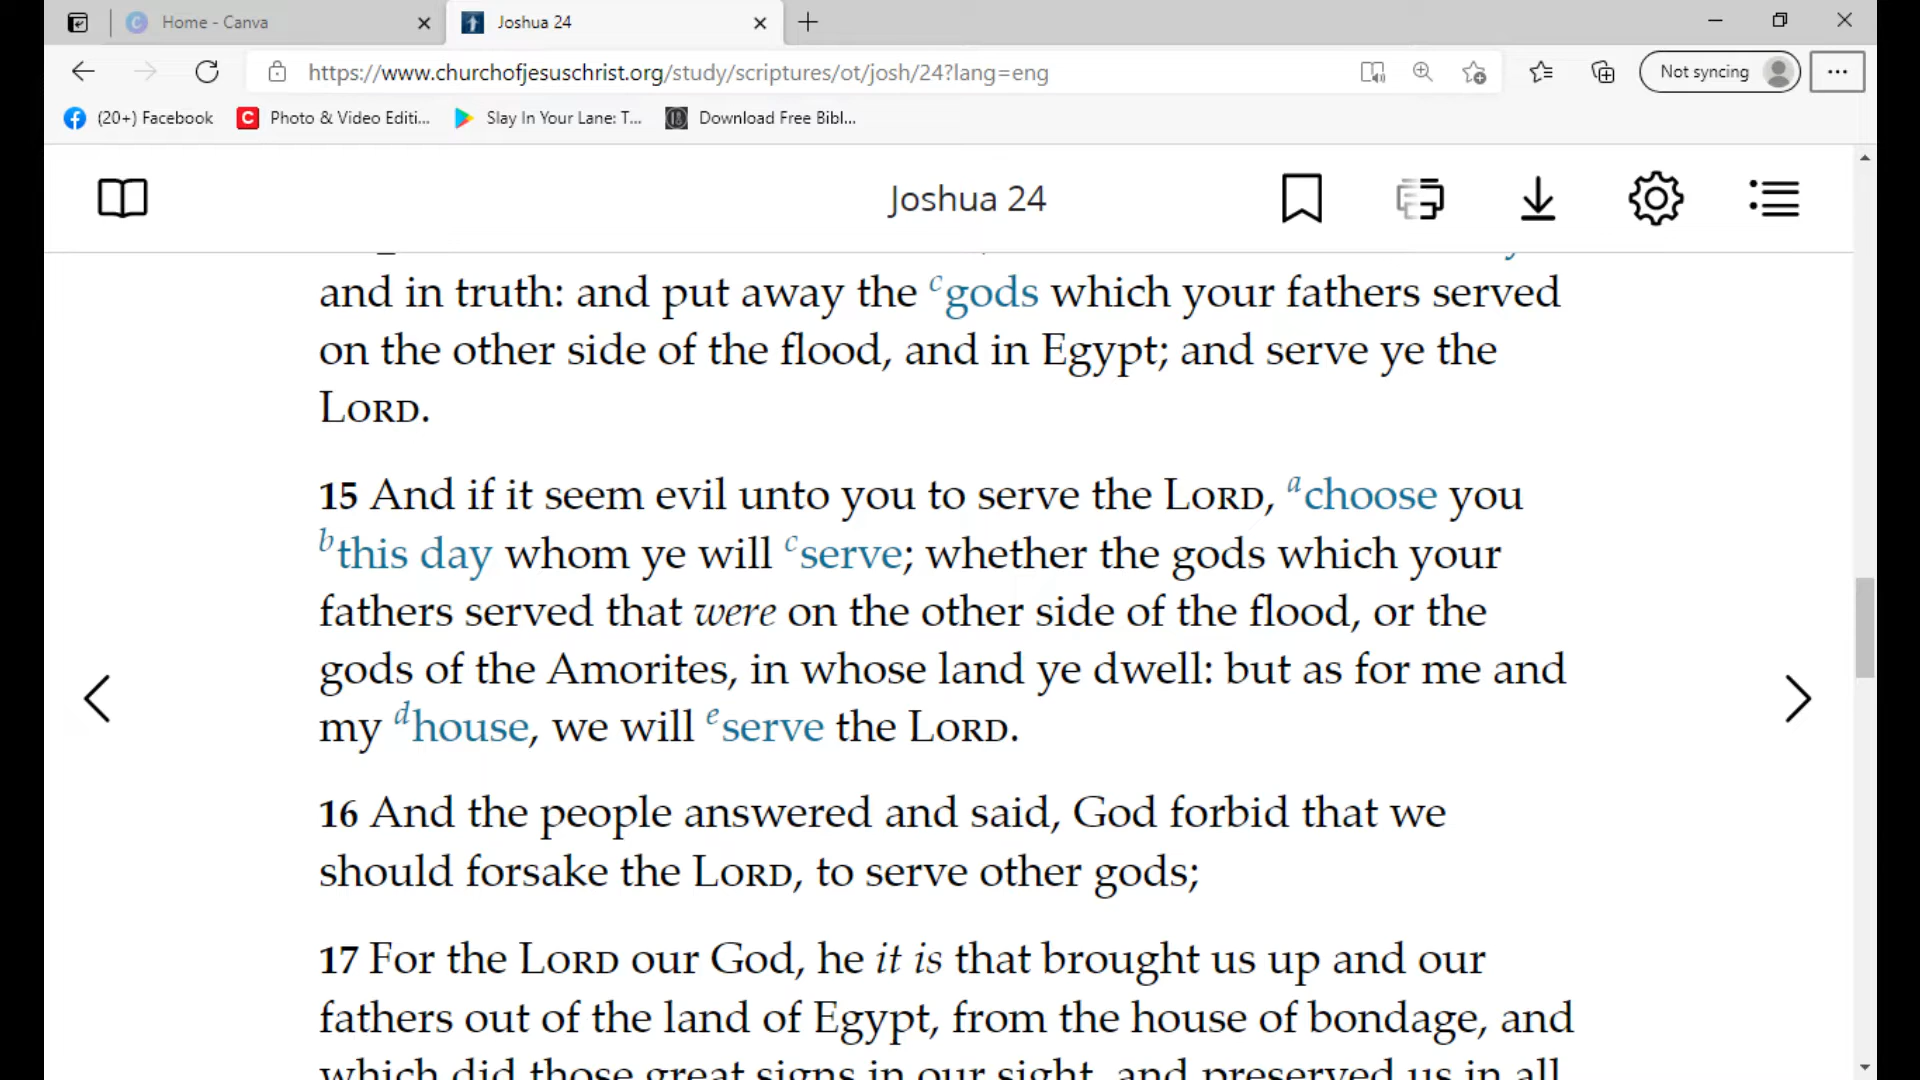 Home - Canva
Joshua 24
https://www.churchofjesuschrist.org/study/scriptures/ot/josh/24?lang=eng
Not syncing
(20+) Facebook
Photo & Video Editi...
Slay In Your Lane: T...
Download Free Bibl...
Joshua 24
and in truth: and put away the c gods which your fathers served
on the other side of the flood, and in Egypt; and serve ye the
LORD.
15 And if it seem evil unto you to serve the LORD, a choose you
b this day whom ye will c serve; whether the gods which your
fathers served that were on the other side of the flood, or the
gods of the Amorites, in whose land ye dwell: but as for me and
my d house, we will e serve the LORD.
16 And the people answered and said, God forbid that we
should forsake the LORD, to serve other gods;
17 For the LORD our God, he it is that brought us up and our
fathers out of the land of Egypt, from the house of bondage, and
which did those great signs in our sight, and preserved us in all